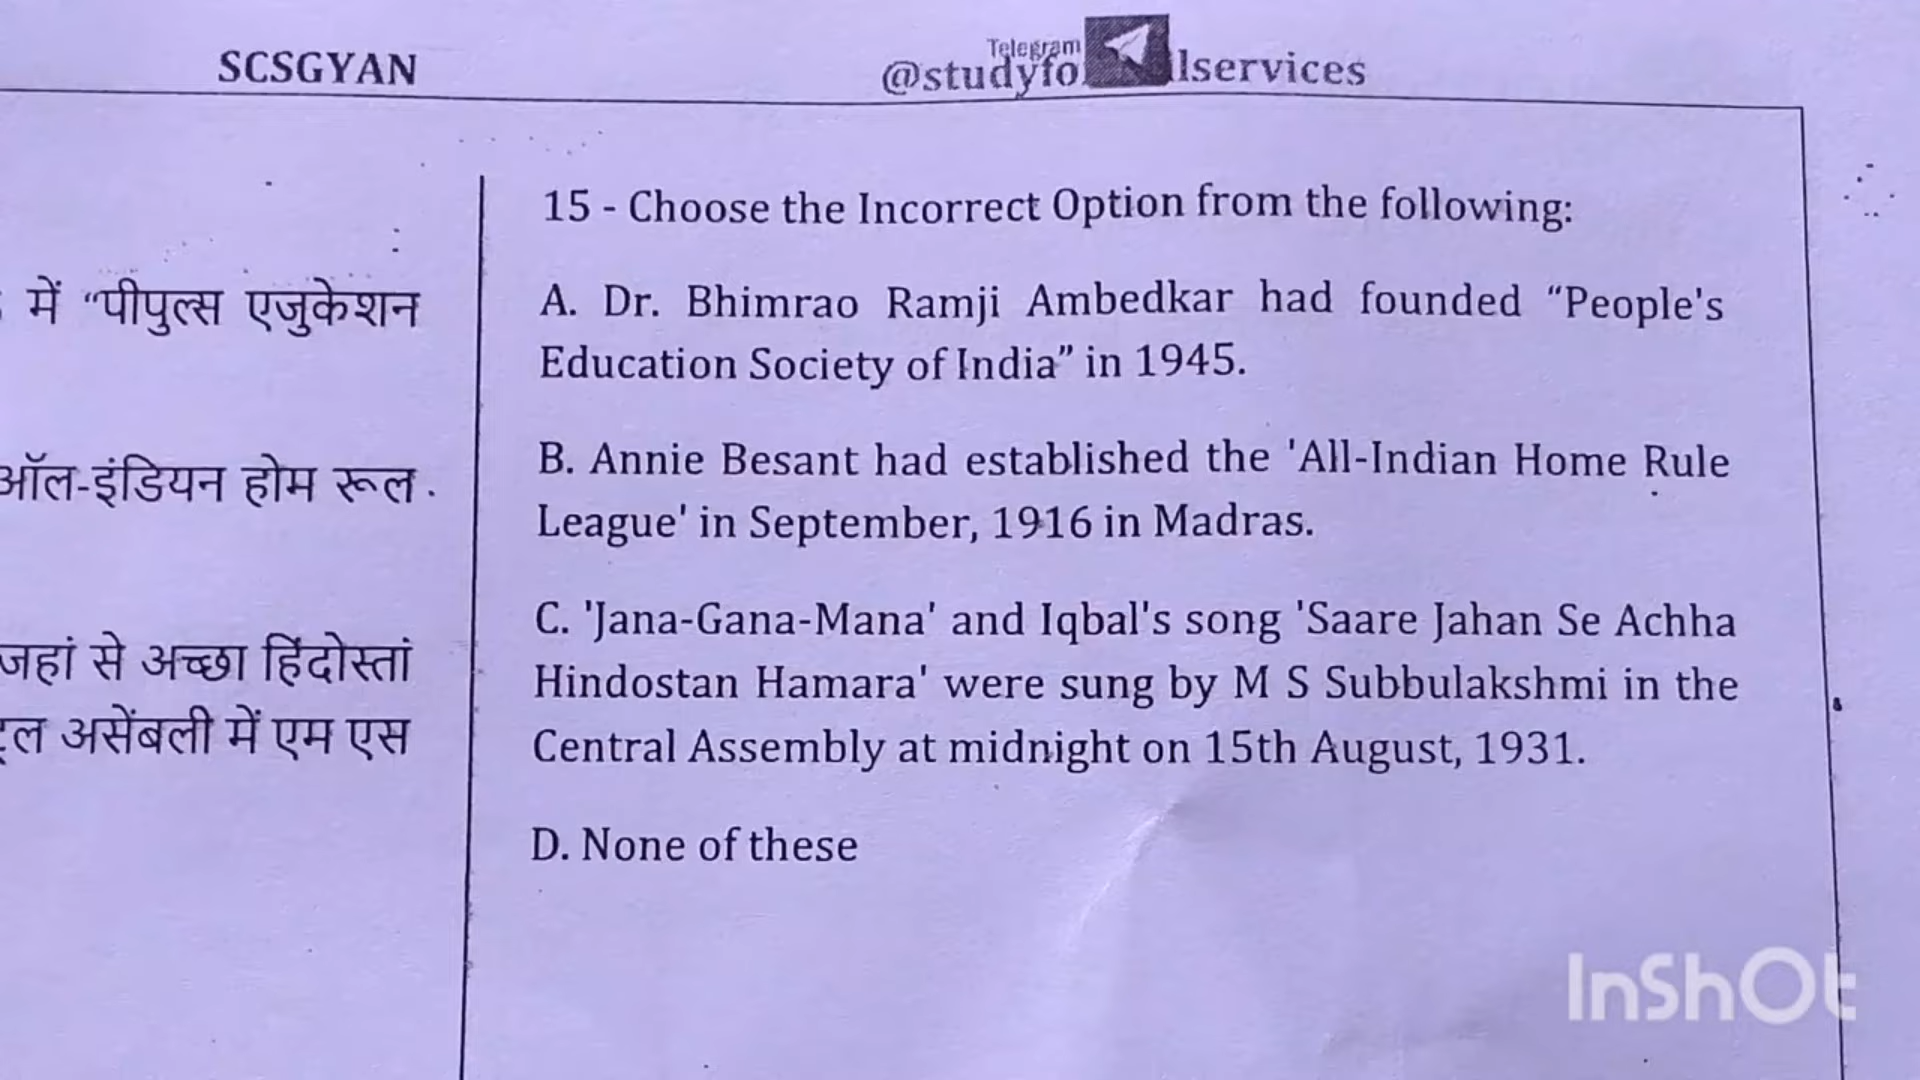 SCSGYAN
Telegram
@studyfo lservices
में “पीपुल्स एजुकेशन
ऑल-इंडियन होम रूल
जहां से अच्छा हिंदोस्तां
असेंबली में एम एस
15 - Choose the Incorrect Option from the following:
A. Dr. Bhimrao Ramji Ambedkar had founded “People's
Education Society of India” in 1945.
B. Annie Besant had established the 'All-Indian Home Rule
League' in September, 1916 in Madras.
C. 'Jana-Gana-Mana' and Iqbal's song 'Saare Jahan Se Achha
Hindostan Hamara' were sung by M S Subbulakshmi in the
Central Assembly at midnight on 15th August, 1931.
D. None of these
InShOt